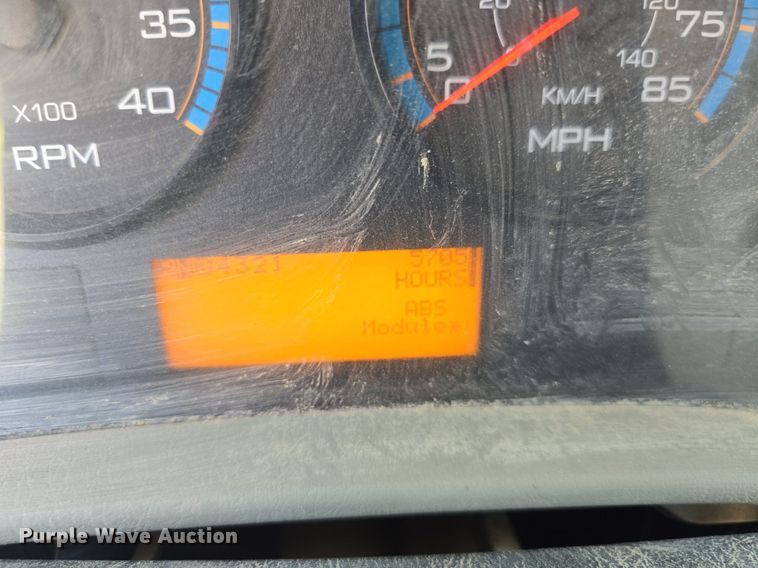 35
40
X100
RPM
20
120
5
0
0
75
140
KM/H
85
MPH
5705
HOURS
ABS
Module*
Purple Wave Auction